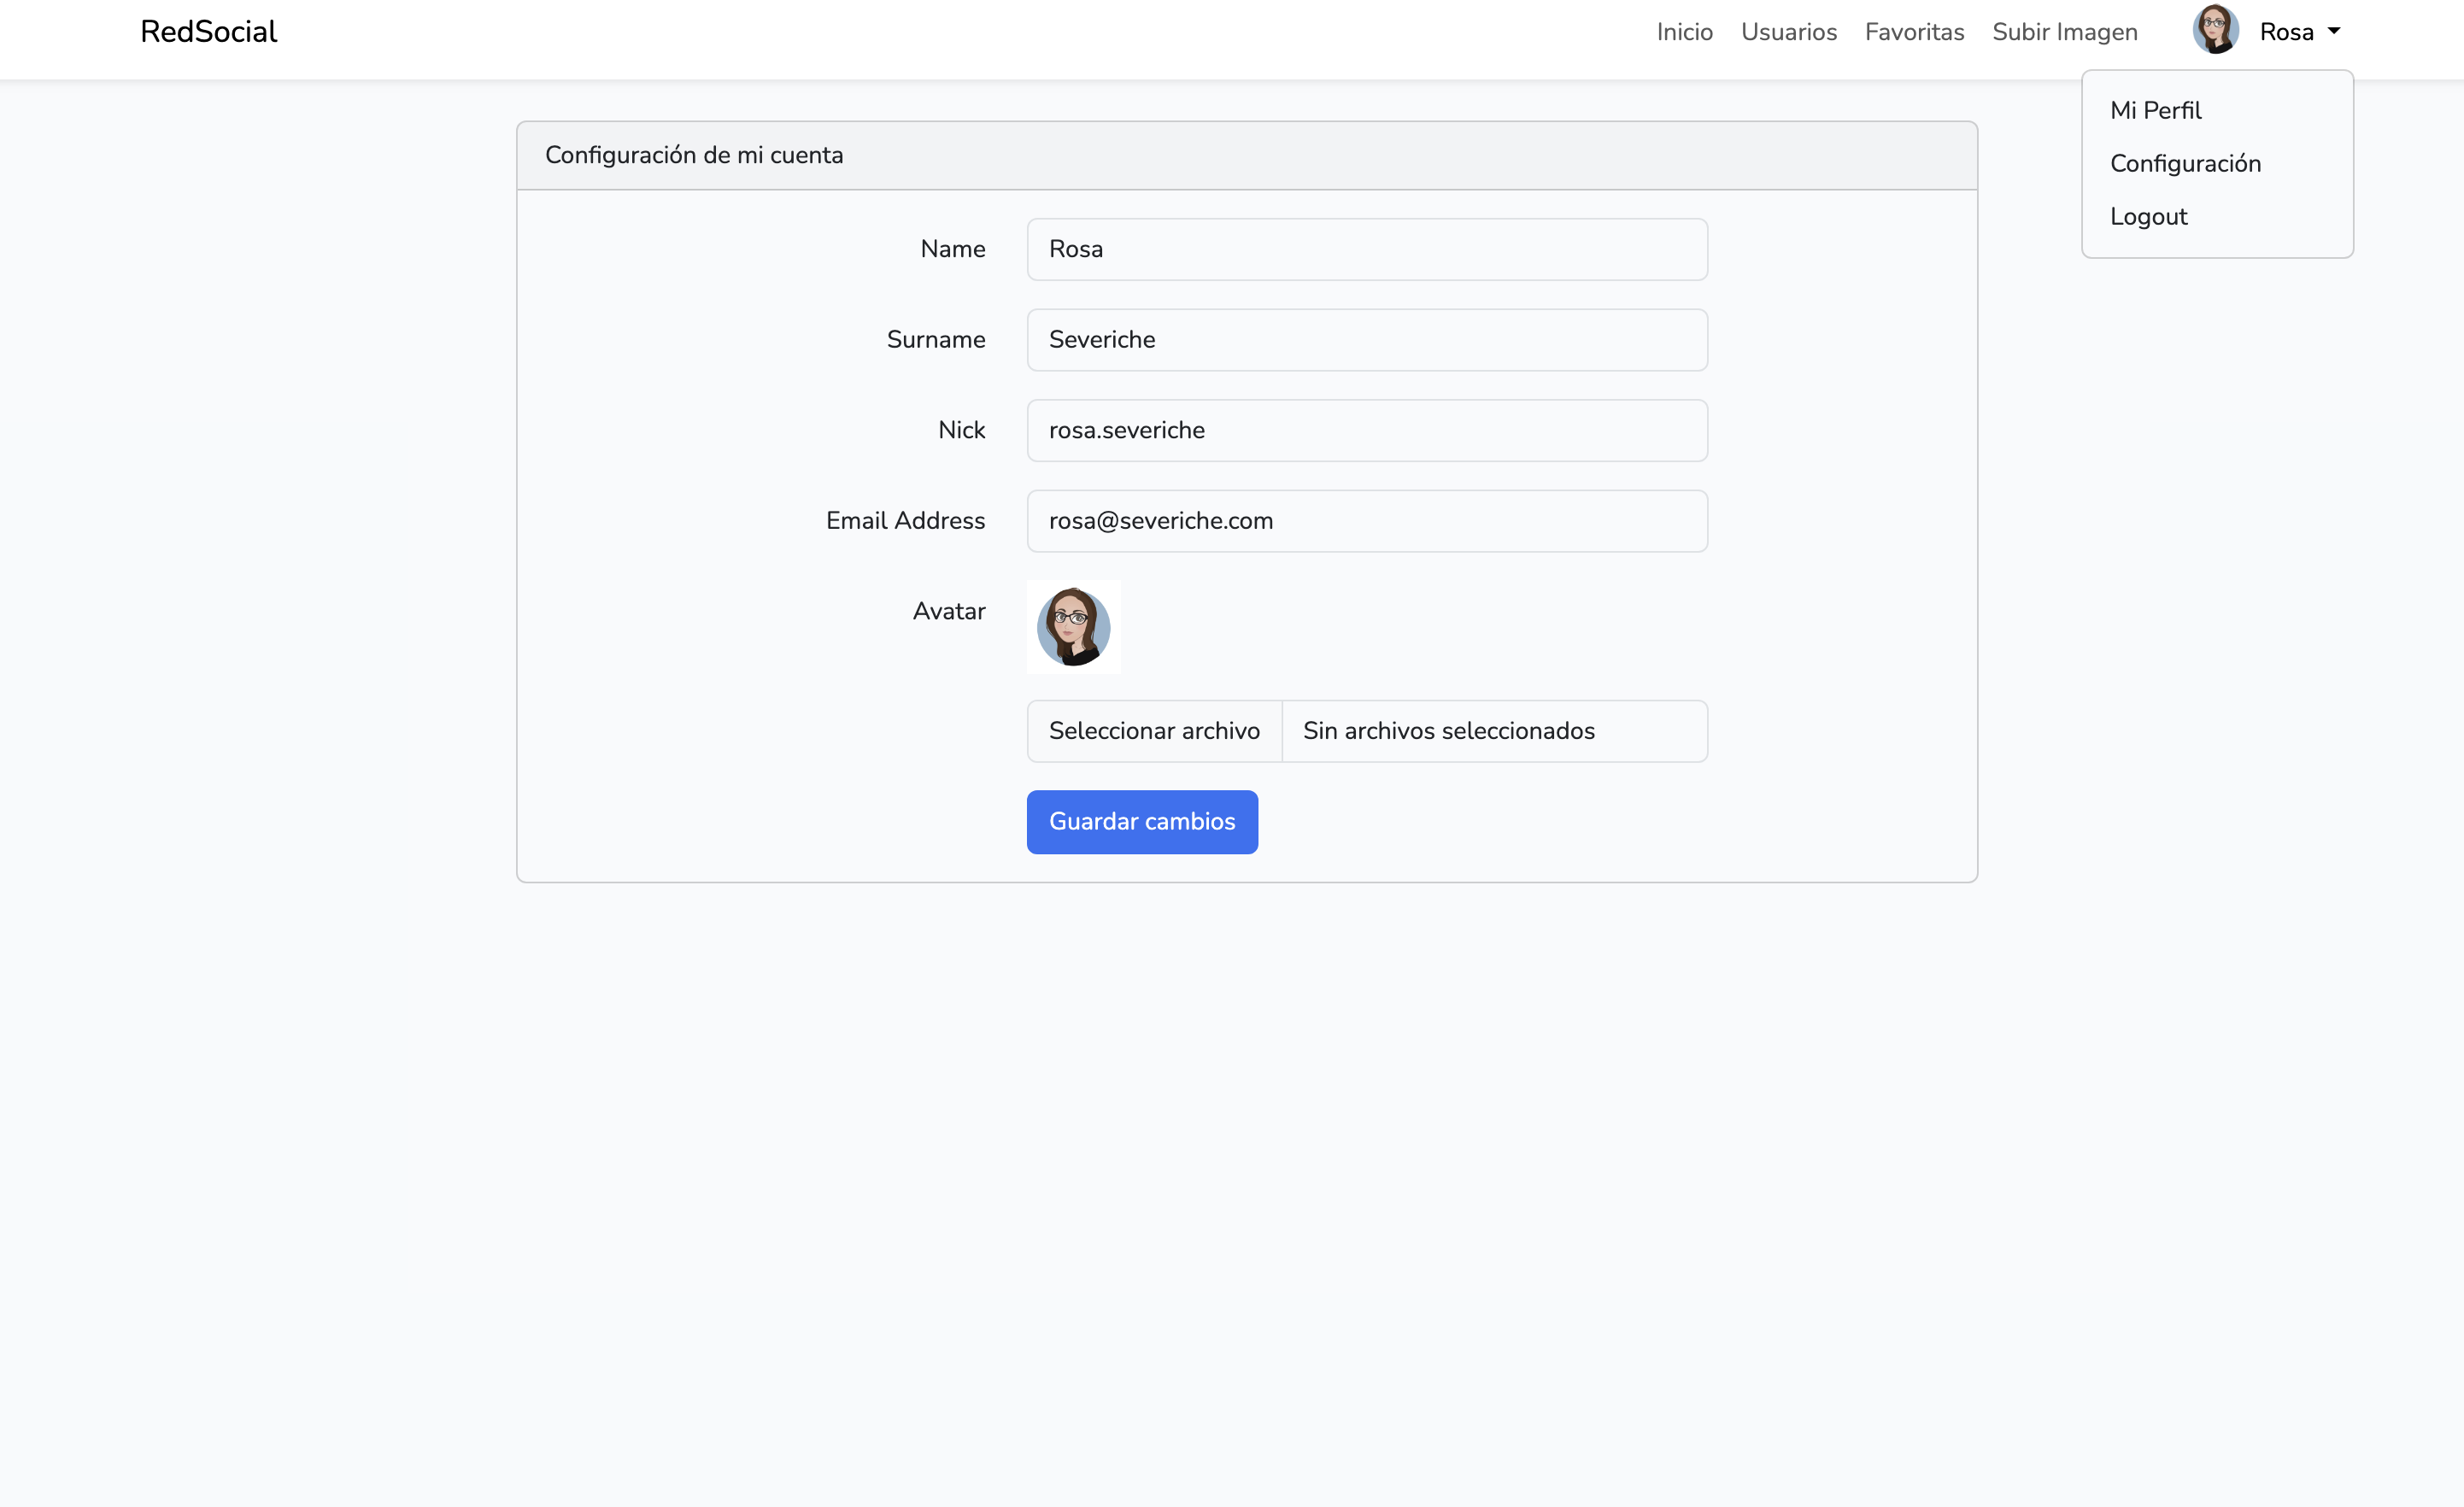 RedSocial
Inicio Usuarios Favoritas Subir Imagen Rosa
Mi Perfil
Configuración
Logout
Configuración de mi cuenta
Name Rosa
Surname Severiche
Nick rosa.severiche
Email Address rosa@severiche.com
Avatar
Seleccionar archivo Sin archivos seleccionados
Guardar cambios